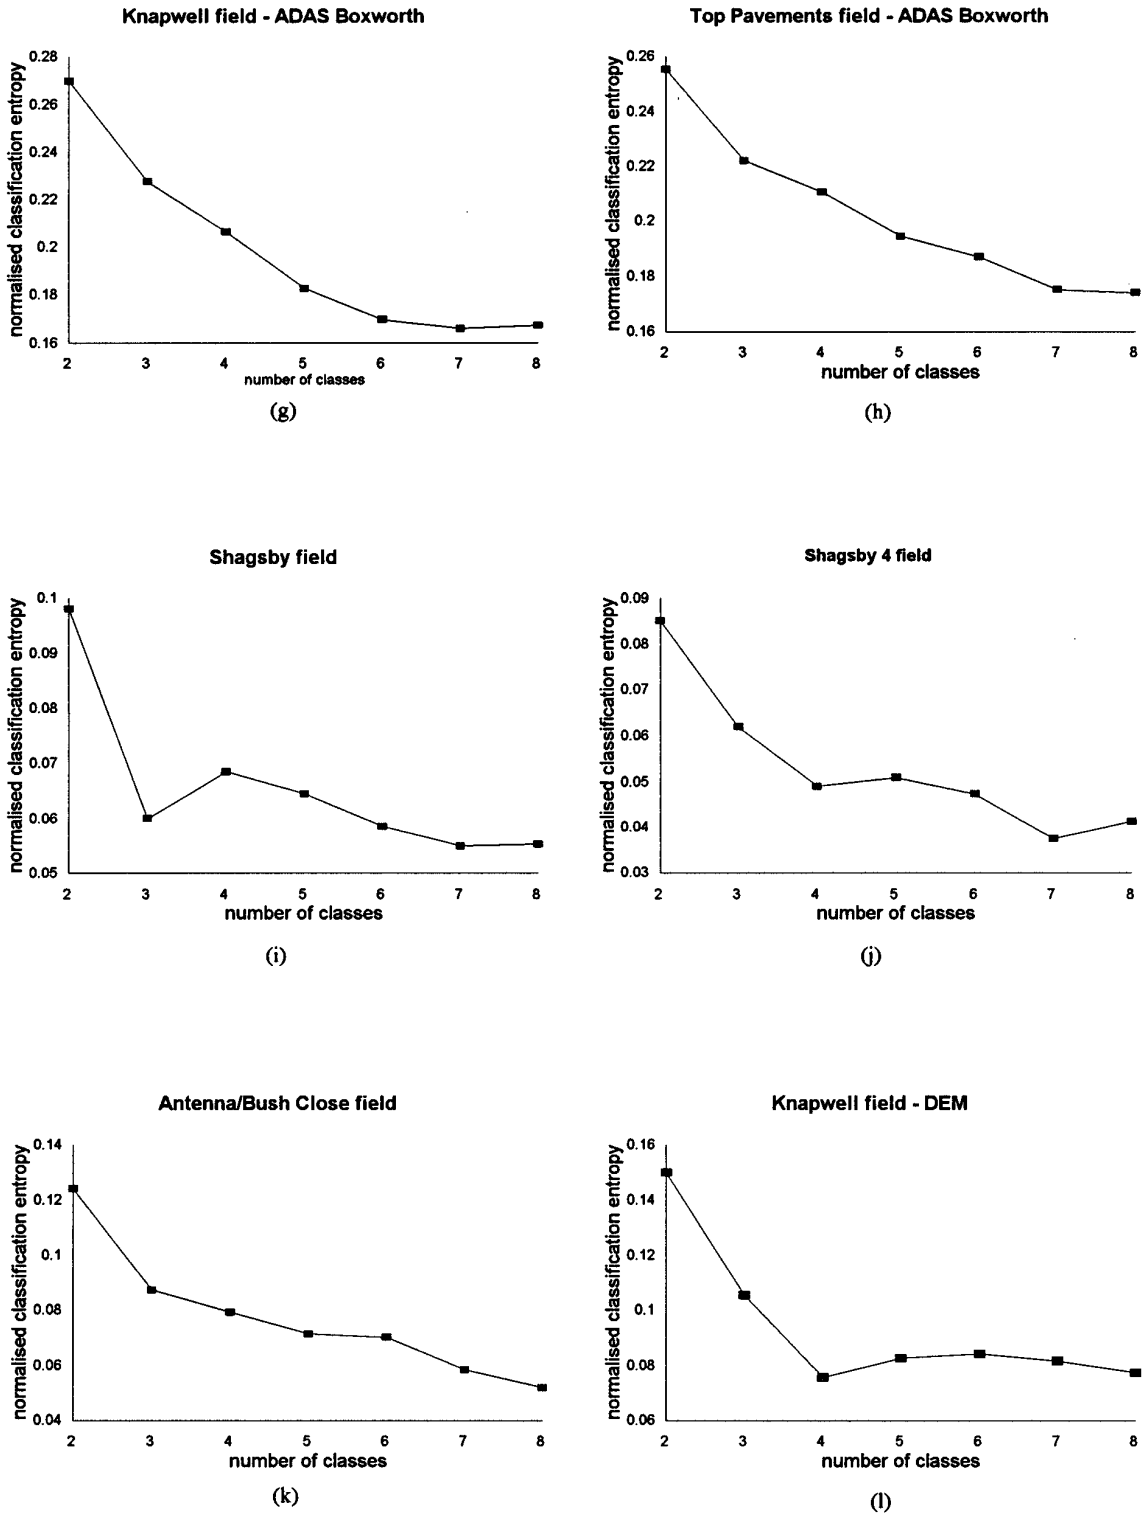 Knapwell field - ADAS Boxworth
normalised classification entropy
0.28
0.26
0.24
0.22
0.2
0.18
0.16
2 3 4 5 6 7 8
number of classes
(g)
Top Pavements field - ADAS Boxworth
normalised classification entropy
0.26
0.24
0.22
0.2
0.18
0.16
2 3 4 5 6 7 8
number of classes
(h)
Shagsby field
normalised classification entropy
0.1
0.09
0.08
0.07
0.06
0.05
2 3 4 5 6 7 8
number of classes
(i)
Shagsby 4 field
normalised classification entropy
0.09
0.08
0.07
0.06
0.05
0.04
0.03
2 3 4 5 6 7 8
number of classes
(j)
Antenna/Bush Close field
normalised classification entropy
0.14
0.12
0.1
0.08
0.06
0.04
2 3 4 5 6 7 8
number of classes
(k)
Knapwell field - DEM
normalised classification entropy
0.16
0.14
0.12
0.1
0.08
0.06
2 3 4 5 6 7 8
number of classes
(l)